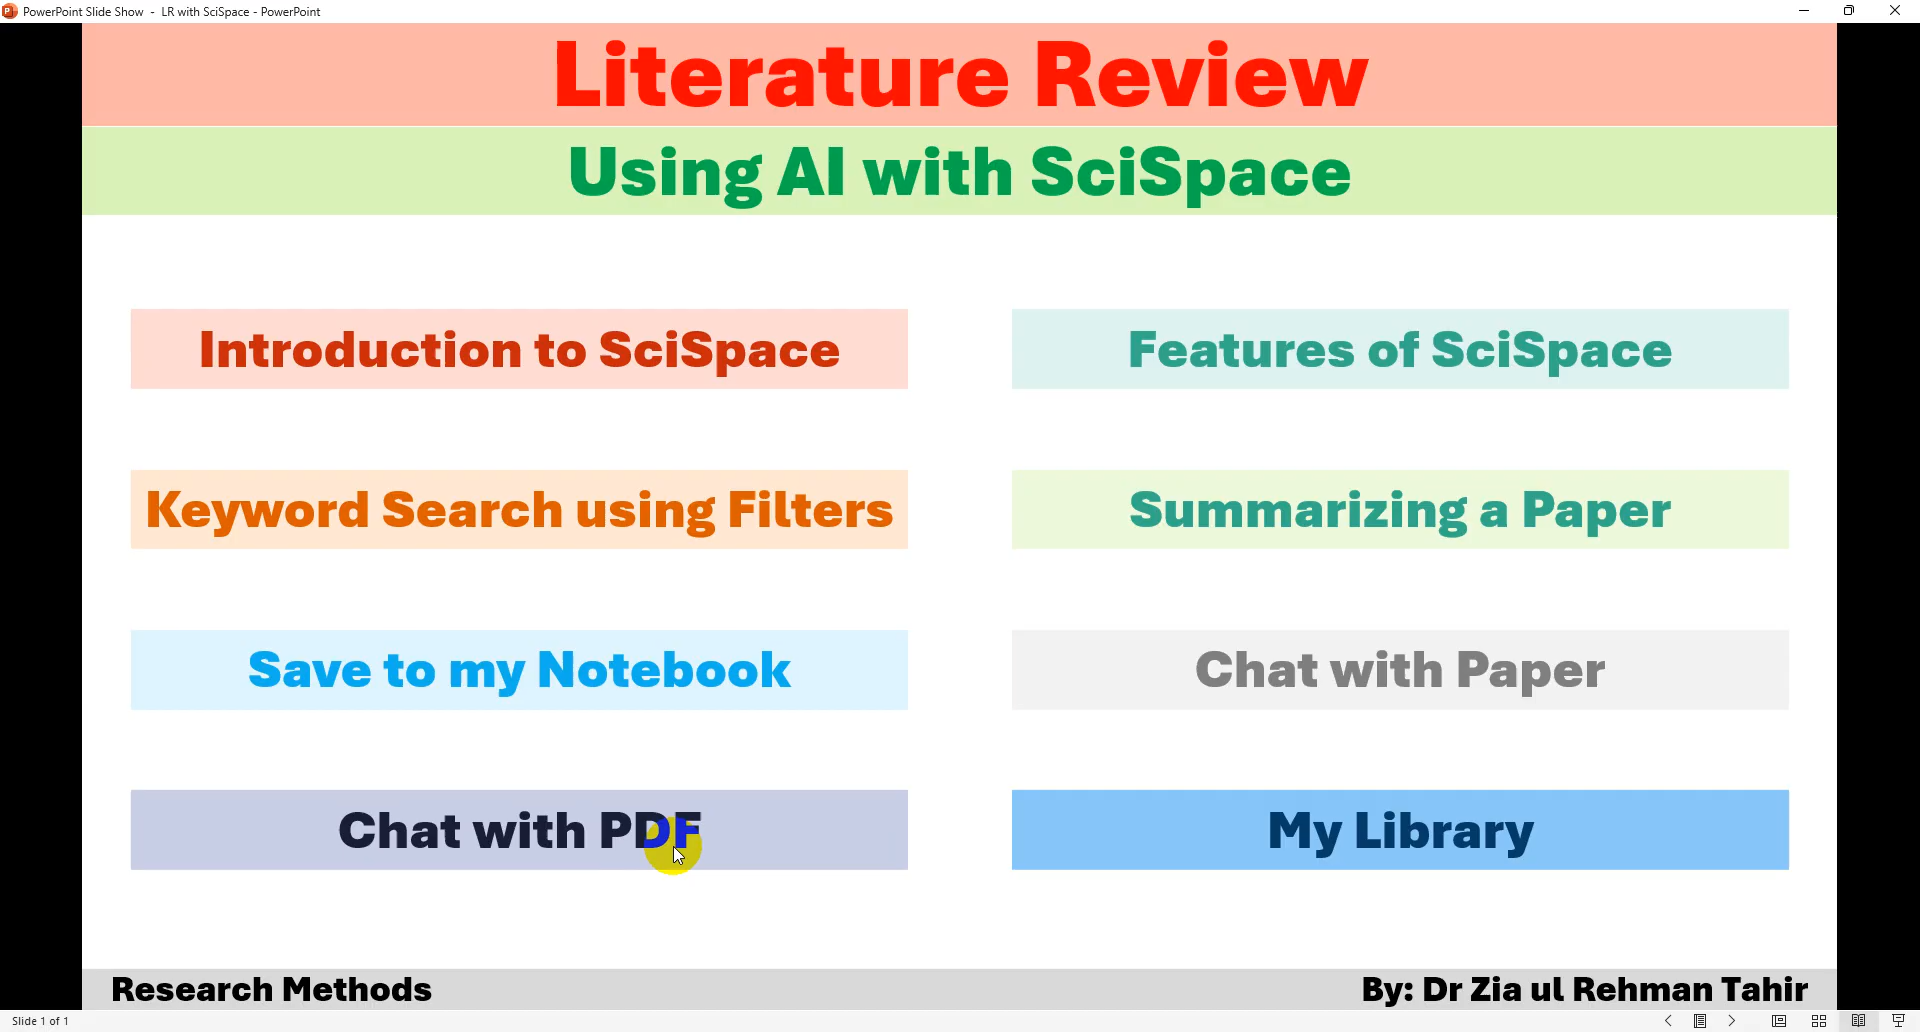 PowerPoint Slide Show - LR with SciSpace - PowerPoint
Literature Review
Using AI with SciSpace
Introduction to SciSpace
Features of SciSpace
Keyword Search using Filters
Summarizing a Paper
Save to my Notebook
Chat with Paper
Chat with PDF
My Library
Research Methods
By: Dr Zia ul Rehman Tahir
Slide 1 of 1